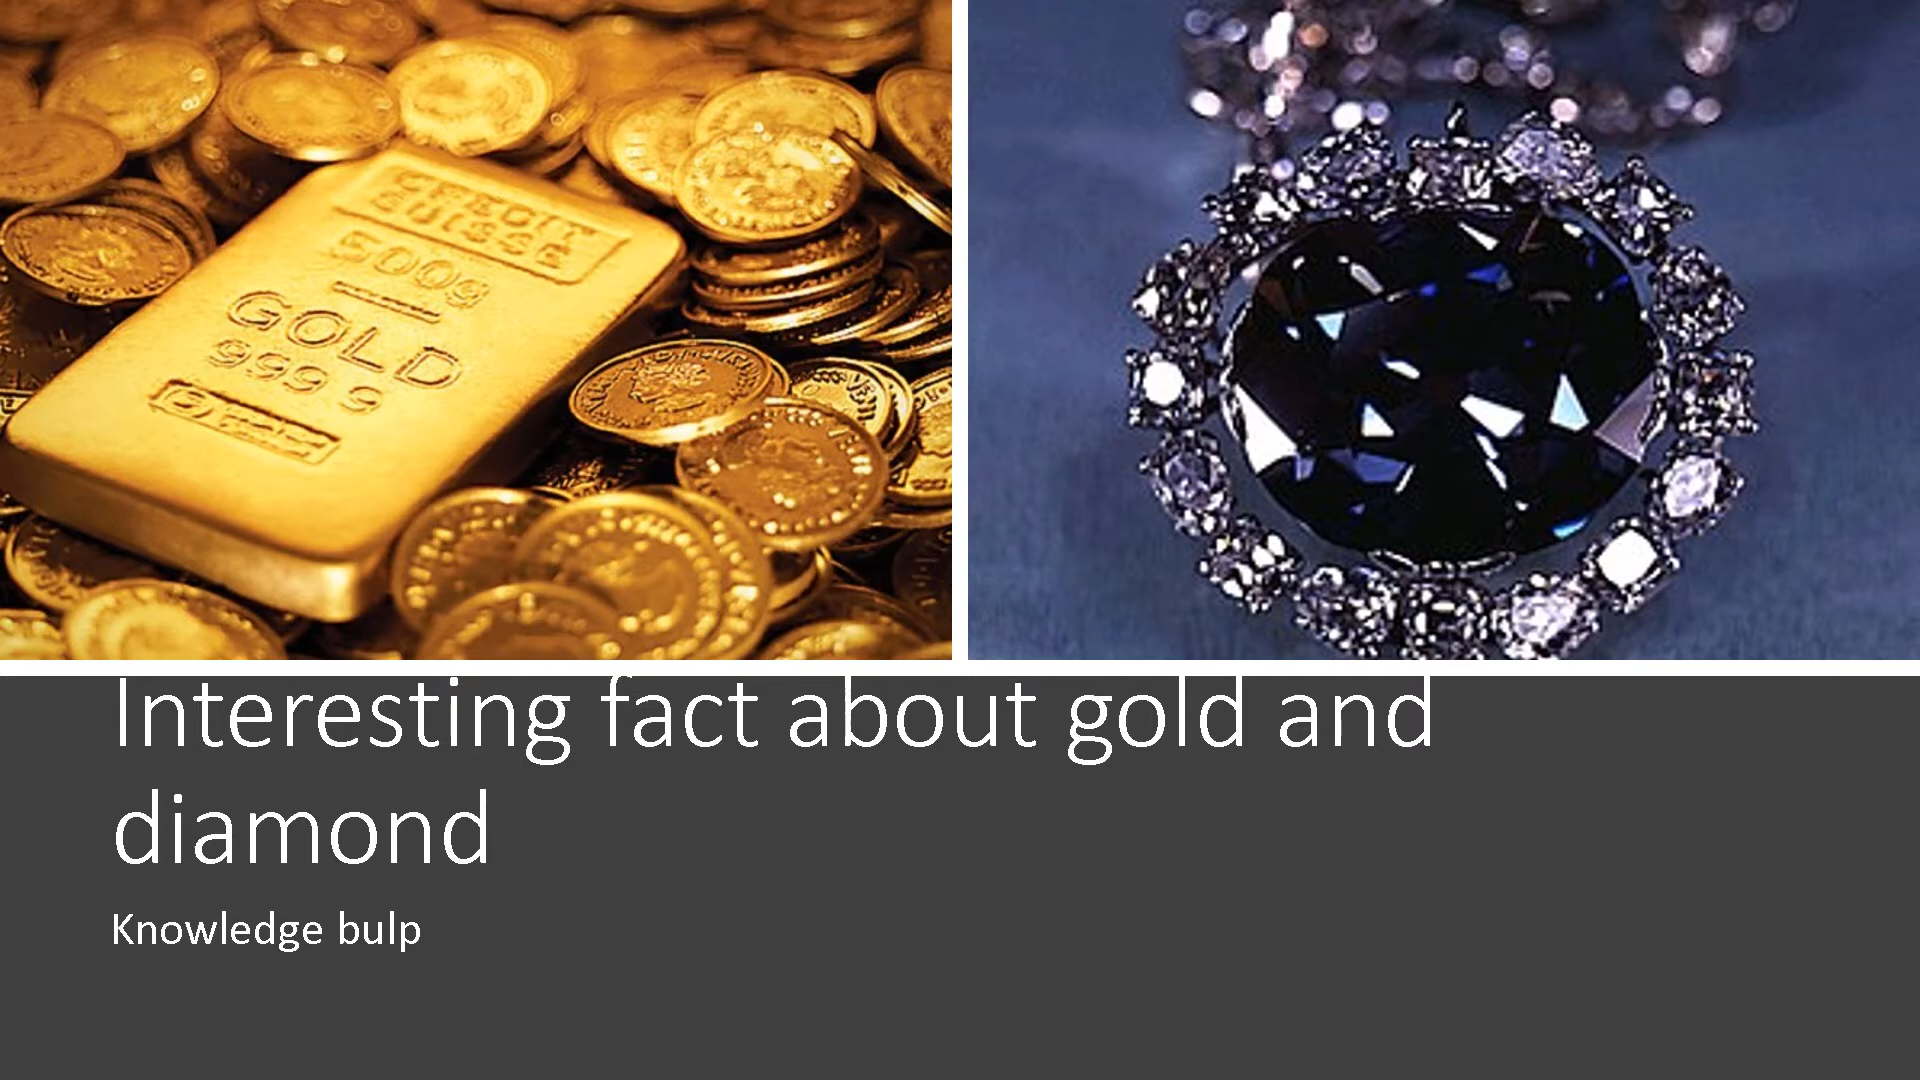 CREDIT
SUISSE
500g
GOLD
999 9
Interesting fact about gold and
diamond
Knowledge bulp